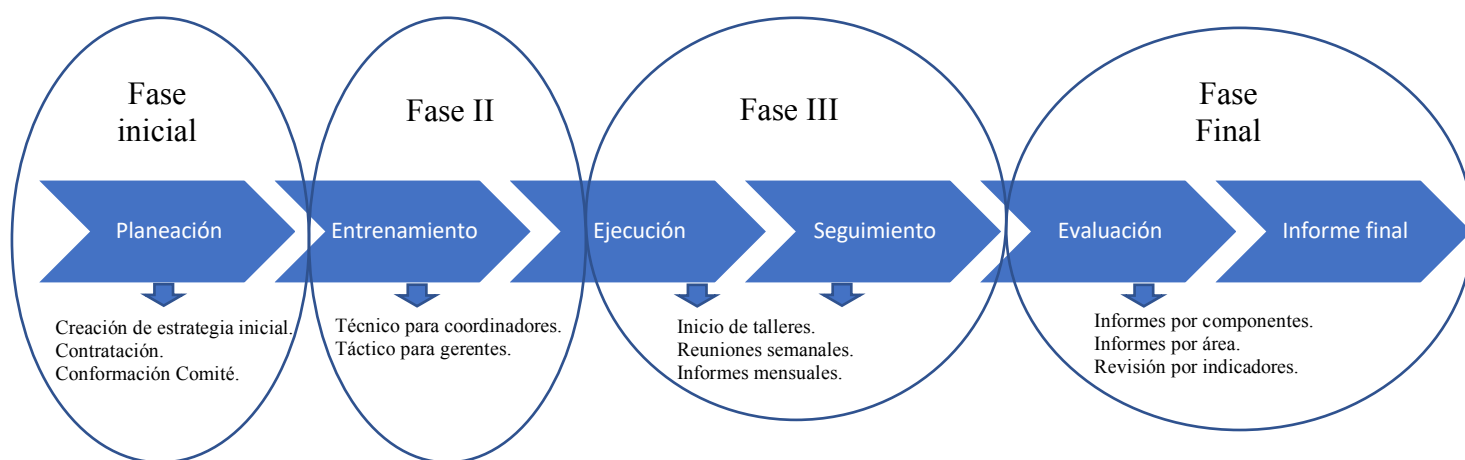 Fase
inicial
Fase II
Fase III
Fase
Final
Planeación
Entrenamiento
Ejecución
Seguimiento
Evaluación
Informe final
Creación de estrategia inicial.
Contratación.
Conformación Comité.
Técnico para coordinadores.
Táctico para gerentes.
Inicio de talleres.
Reuniones semanales.
Informes mensuales.
Informes por componentes.
Informes por área.
Revisión por indicadores.